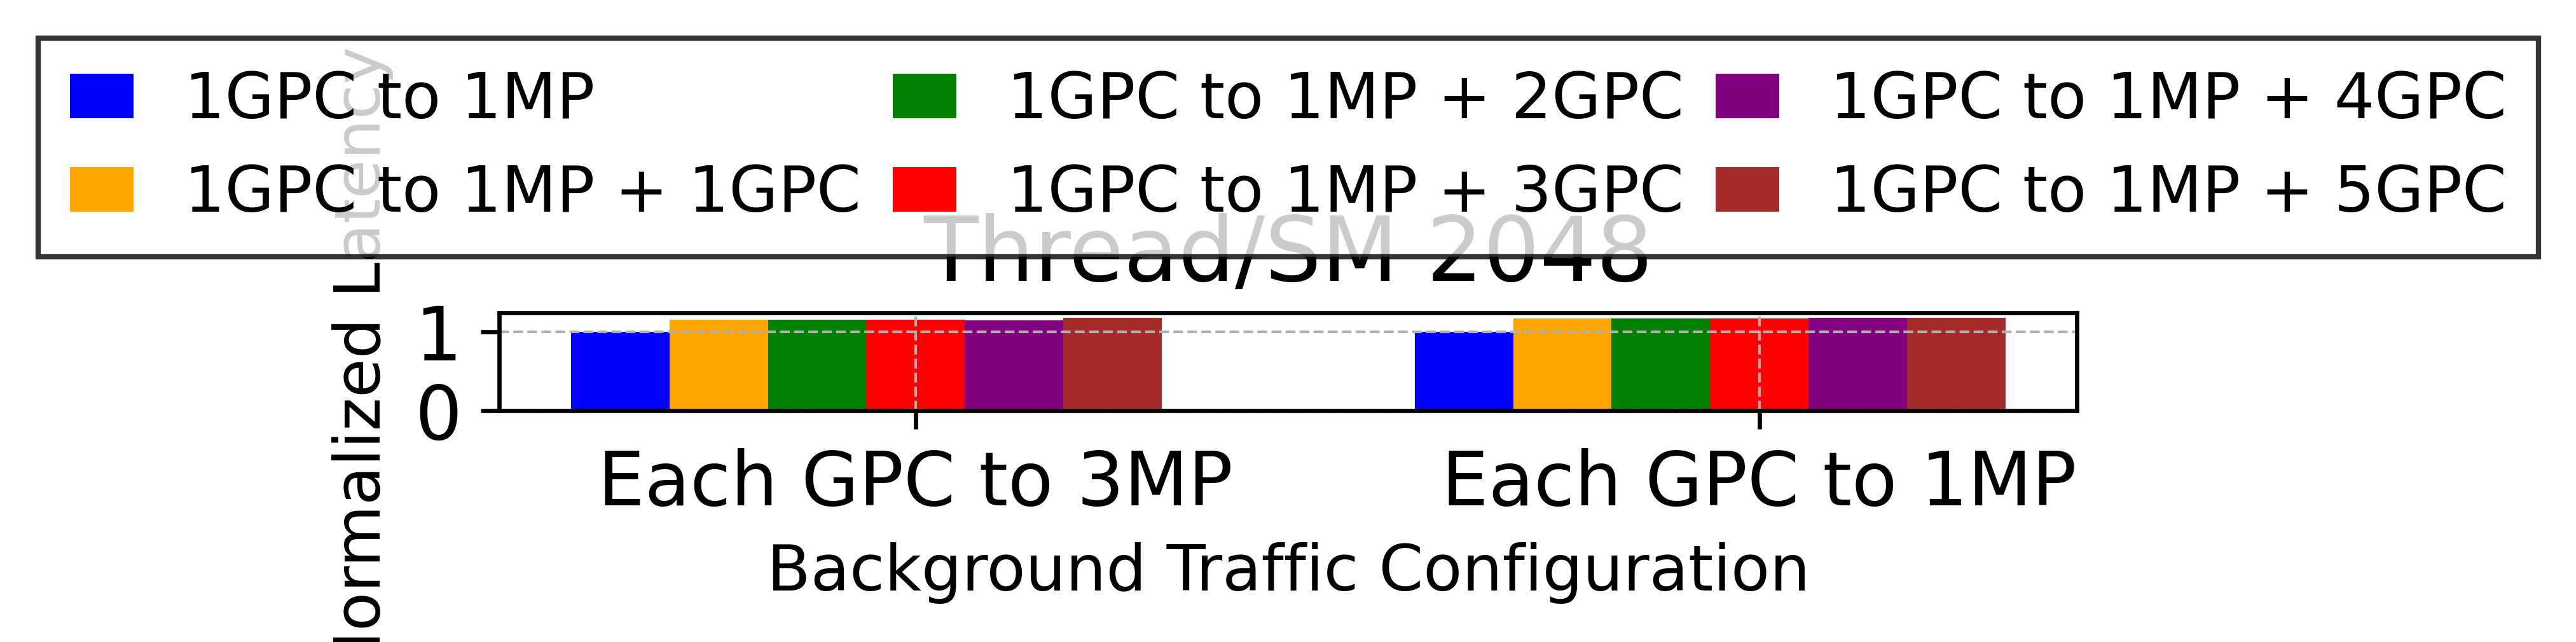 1GPC to 1MP
1GPC to 1MP + 1GPC
1GPC to 1MP + 2GPC
1GPC to 1MP + 3GPC
1GPC to 1MP + 4GPC
1GPC to 1MP + 5GPC
Thread/SM 2048
Latency
1
0
Each GPC to 3MP
Each GPC to 1MP
Background Traffic Configuration